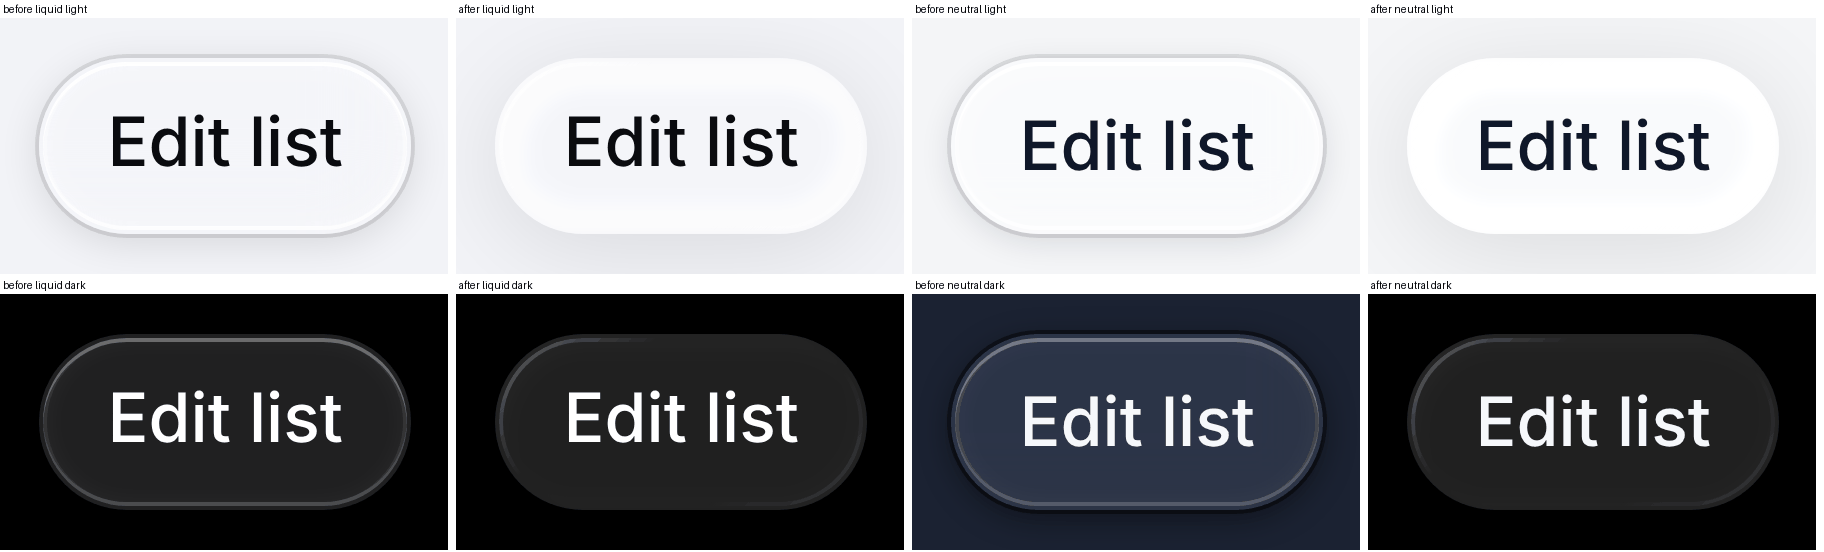 before liquid light
after liquid light
before neutral light
after neutral light
Edit list
Edit list
Edit list
Edit list
before liquid dark
after liquid dark
before neutral dark
after neutral dark
Edit list
Edit list
Edit list
Edit list